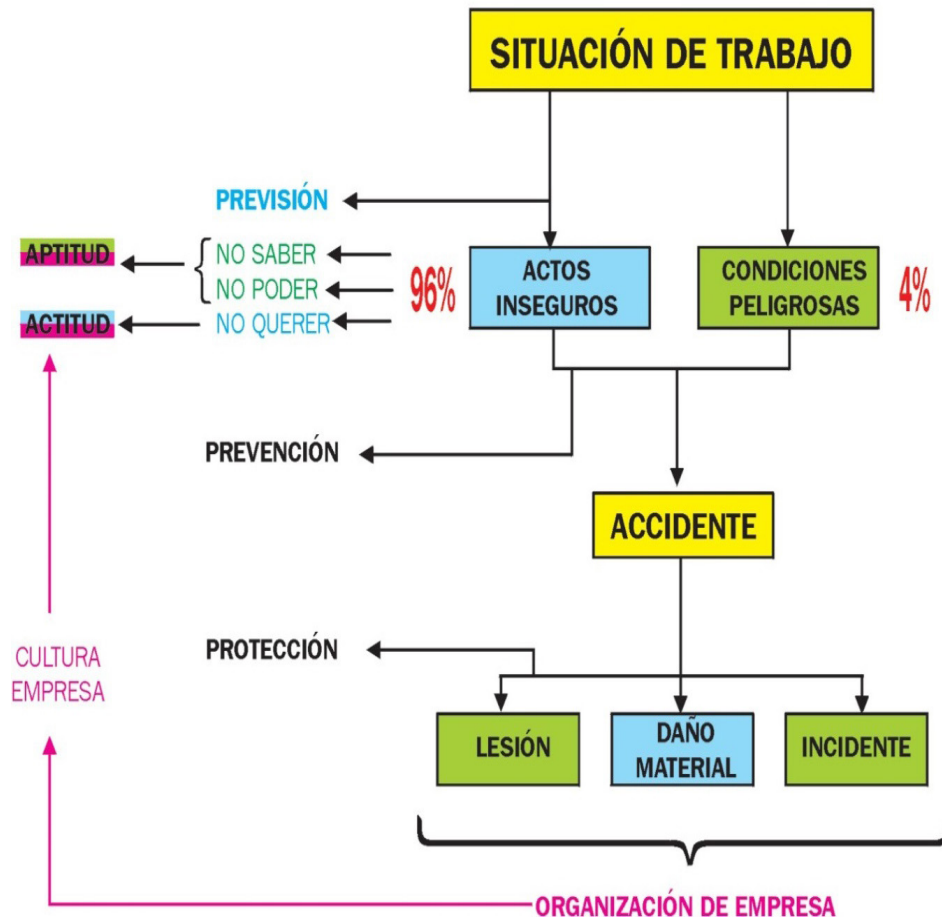 SITUACIÓN DE TRABAJO
PREVISIÓN
APTITUD
NO SABER
NO PODER
ACTITUD
NO QUERER
96%
ACTOS
INSEGUROS
CONDICIONES
PELIGROSAS
4%
PREVENCIÓN
ACCIDENTE
PROTECCIÓN
CULTURA
EMPRESA
LESIÓN
DAÑO
MATERIAL
INCIDENTE
ORGANIZACIÓN DE EMPRESA